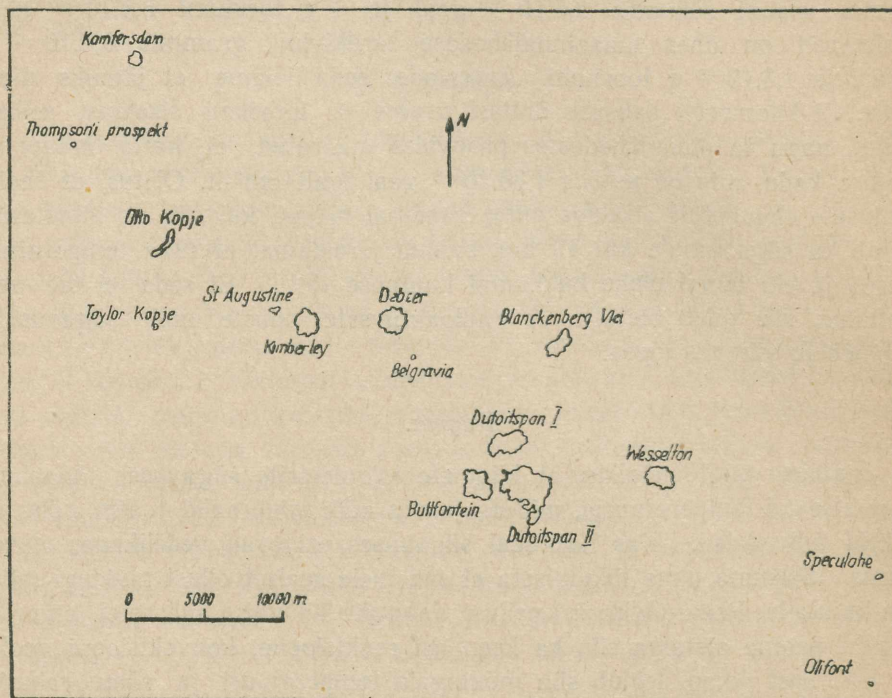 Kamfersdam
N
Thompson'i prospekt
Otto Kopje
St Augustine
Debeer
Taylor Kopje
Blanckenberg Vlei
Kimberley
Belgravia
Dutoitspan I
Wesselton
Bultfontein
Dutoitspan II
Speculahe
0 5000 10000 m
Olifont